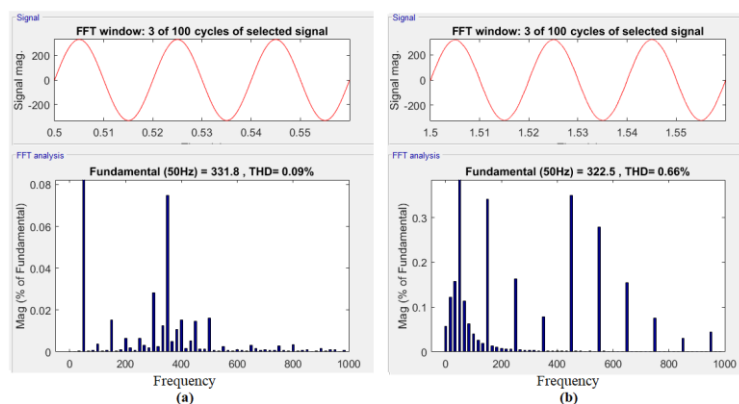 Signal
FFT window: 3 of 100 cycles of selected signal
Signal mag.
200
0
-200
0.5 0.51 0.52 0.53 0.54 0.55
FFT analysis
Fundamental (50Hz) = 331.8 , THD= 0.09%
Mag (% of Fundamental)
0.08
0.06
0.04
0.02
0
0 200 400 600 800 1000
Frequency
(a)
Signal
FFT window: 3 of 100 cycles of selected signal
Signal mag.
200
0
-200
1.5 1.51 1.52 1.53 1.54 1.55
FFT analysis
Fundamental (50Hz) = 322.5 , THD= 0.66%
Mag (% of Fundamental)
0.3
0.2
0.1
0
0 200 400 600 800 1000
Frequency
(b)